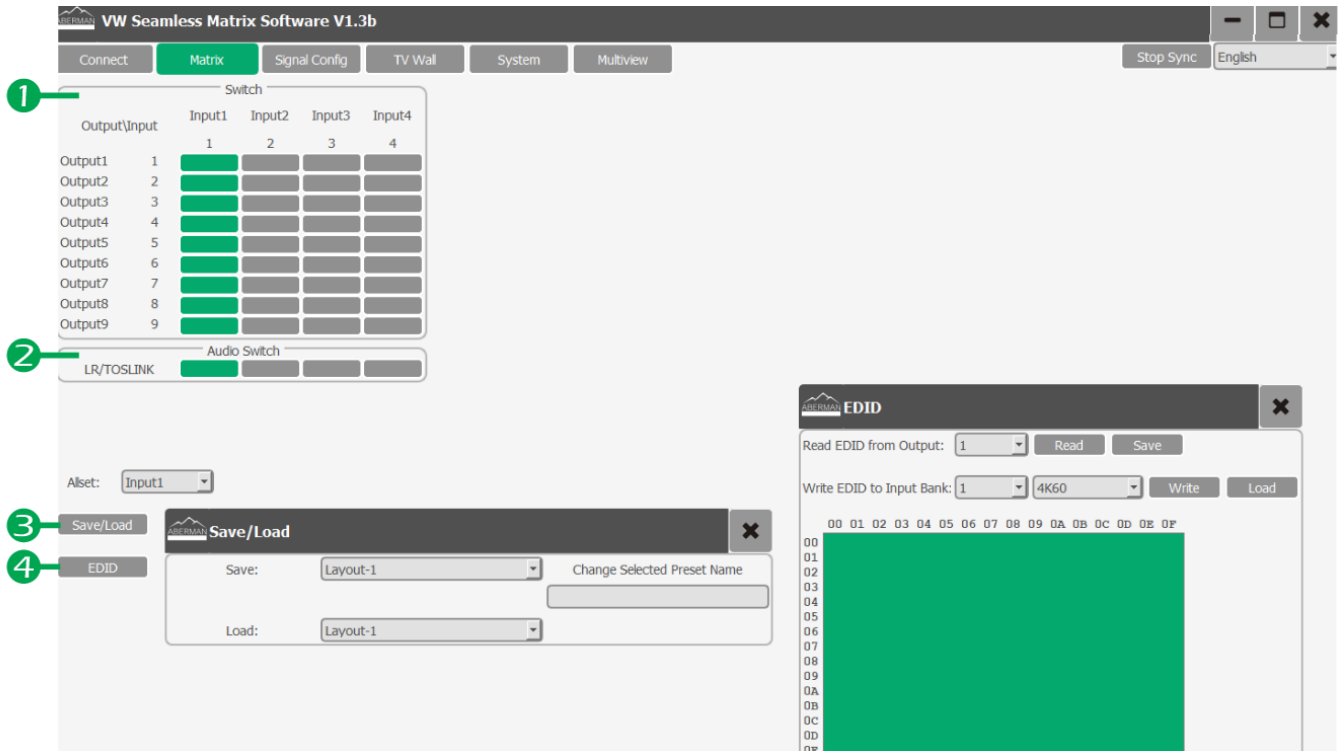 ABERMAN VW Seamless Matrix Software V1.3b
Connect Matrix Signal Config TV Wall System Multiview Stop Sync English
1
Switch
Output\Input Input1 Input2 Input3 Input4
1 2 3 4
Output1 1
Output2 2
Output3 3
Output4 4
Output5 5
Output6 6
Output7 7
Output8 8
Output9 9
2
Audio Switch
LR/TOSLINK
Allset: Input1
3 Save/Load
4 EDID
ABERMAN Save/Load
Save: Layout-1 Change Selected Preset Name
Load: Layout-1
ABERMAN EDID
Read EDID from Output: 1 Read Save
Write EDID to Input Bank: 1 4K60 Write Load
00 01 02 03 04 05 06 07 08 09 0A 0B 0C 0D 0E 0F
00
01
02
03
04
05
06
07
08
09
0A
0B
0C
0D
0E